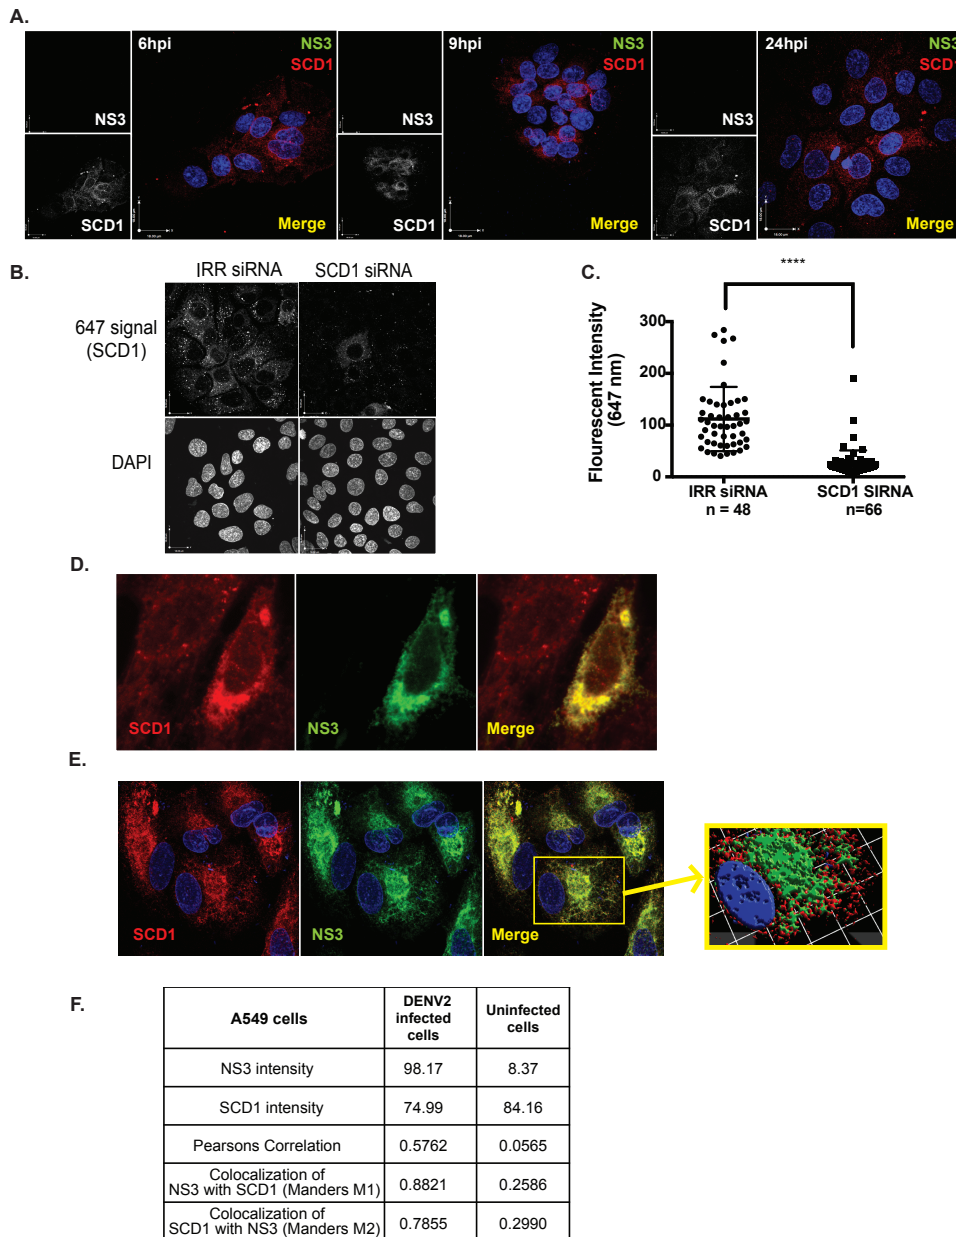 A.
6hpi
NS3
SCD1
NS3
SCD1
Merge
9hpi
NS3
SCD1
NS3
SCD1
Merge
24hpi
NS3
SCD1
NS3
SCD1
Merge
B.
IRR siRNA
SCD1 siRNA
647 signal
(SCD1)
DAPI
C.
****
Flourescent Intensity
(647 nm)
300
200
100
0
IRR siRNA
n = 48
SCD1 SIRNA
n=66
D.
SCD1
NS3
Merge
E.
SCD1
NS3
Merge
F.
A549 cells
DENV2
infected
cells
Uninfected
cells
NS3 intensity
98.17
8.37
SCD1 intensity
74.99
84.16
Pearsons Correlation
0.5762
0.0565
Colocalization of
NS3 with SCD1 (Manders M1)
0.8821
0.2586
Colocalization of
SCD1 with NS3 (Manders M2)
0.7855
0.2990